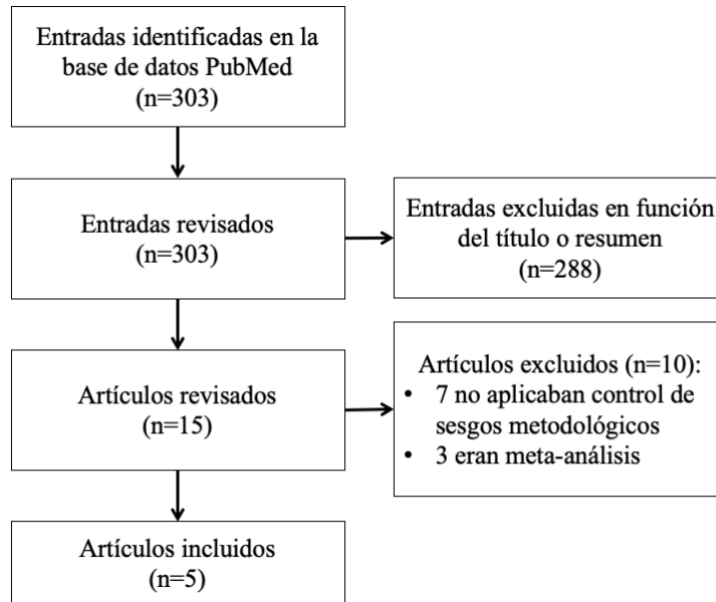 Entradas identificadas en la
base de datos PubMed
(n=303)
Entradas revisados
(n=303)
Entradas excluidas en función
del título o resumen
(n=288)
Artículos revisados
(n=15)
Artículos excluidos (n=10):
• 7 no aplicaban control de
sesgos metodológicos
• 3 eran meta-análisis
Artículos incluidos
(n=5)